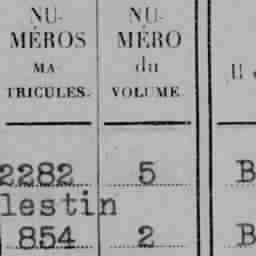 NU-
MÉROS
MA-
TRICULES.
NU-
MÉRO
du
VOLUME.
2282 5 B
lestin
854 2 B